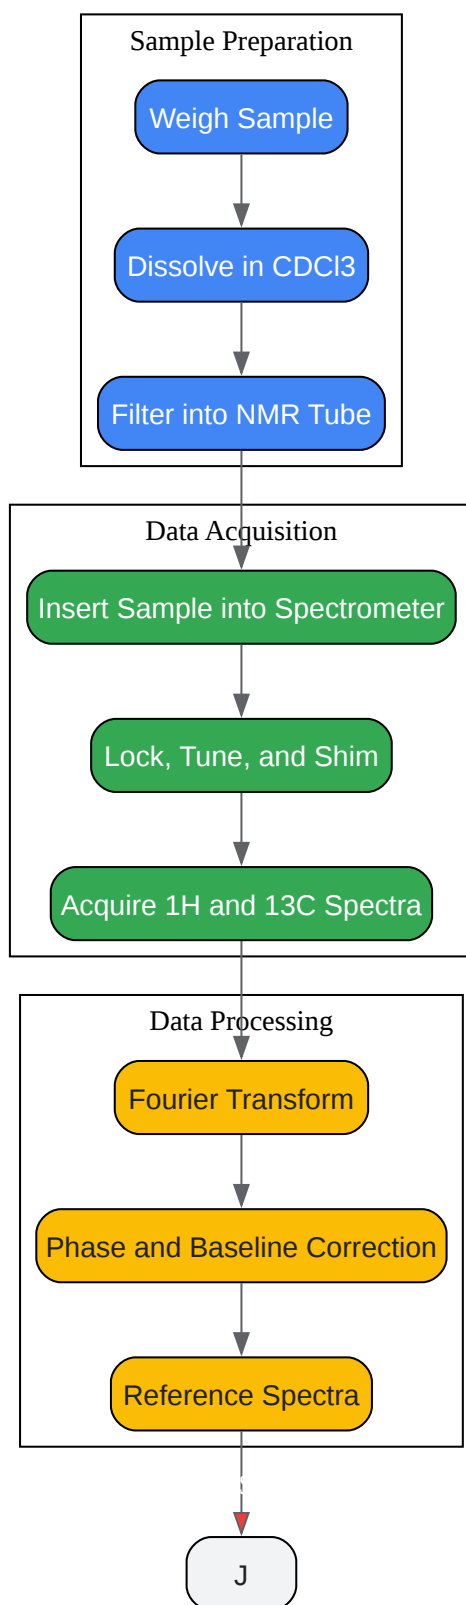 Sample Preparation
Weigh Sample
Dissolve in CDCl3
Filter into NMR Tube
Data Acquisition
Insert Sample into Spectrometer
Lock, Tune, and Shim
Acquire 1H and 13C Spectra
Data Processing
Fourier Transform
Phase and Baseline Correction
Reference Spectra
J